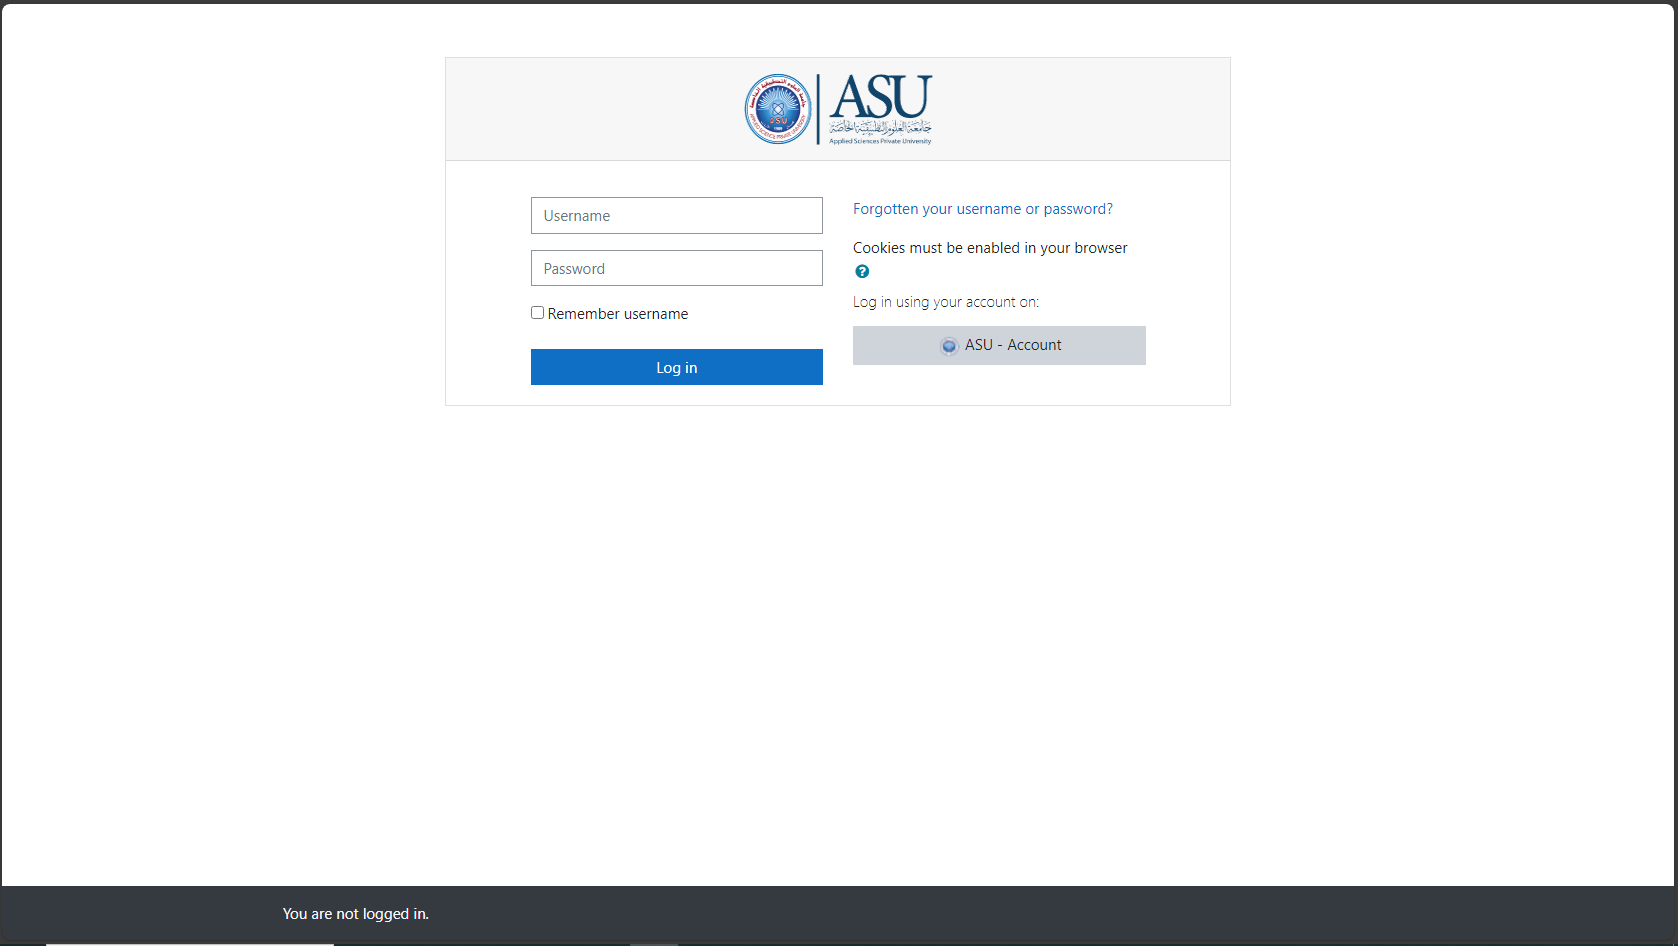 ASU
جامعة العلوم التطبيقية الخاصة
Applied Sciences Private University
Username
Password
Remember username
Log in
Forgotten your username or password?
Cookies must be enabled in your browser
Log in using your account on:
ASU - Account
You are not logged in.